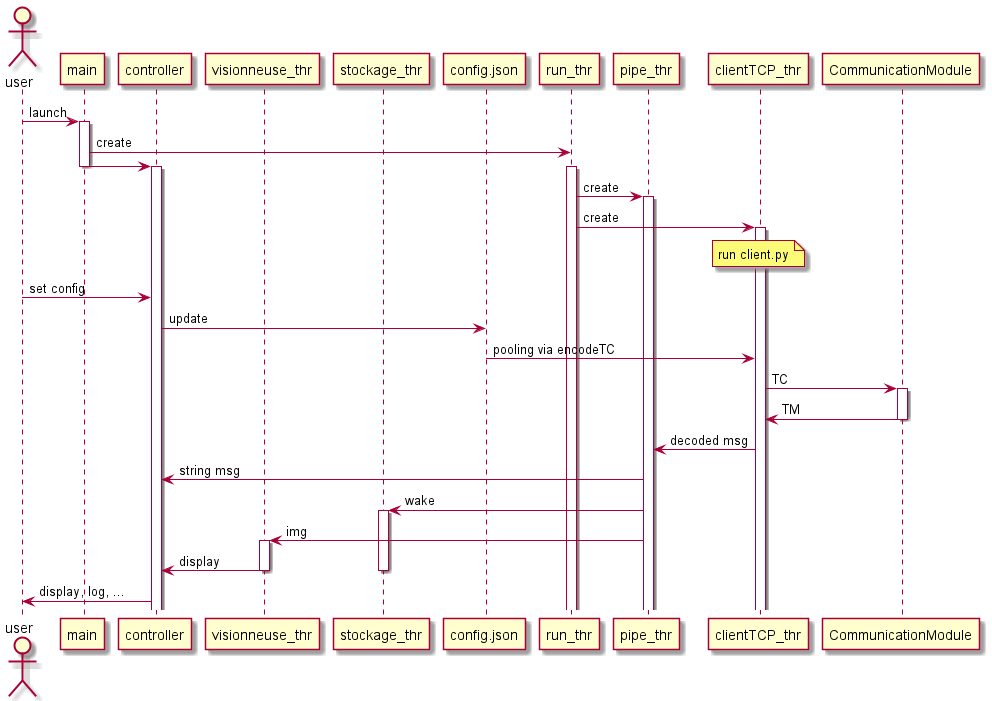 user
main
controller
visionneuse_thr
stockage_thr
config.json
run_thr
pipe_thr
clientTCP_thr
CommunicationModule
launch
create
create
create
run client.py
set config
update
pooling via encodeTC
TC
TM
decoded msg
string msg
wake
img
display
display, log, ...
user
main
controller
visionneuse_thr
stockage_thr
config.json
run_thr
pipe_thr
clientTCP_thr
CommunicationModule